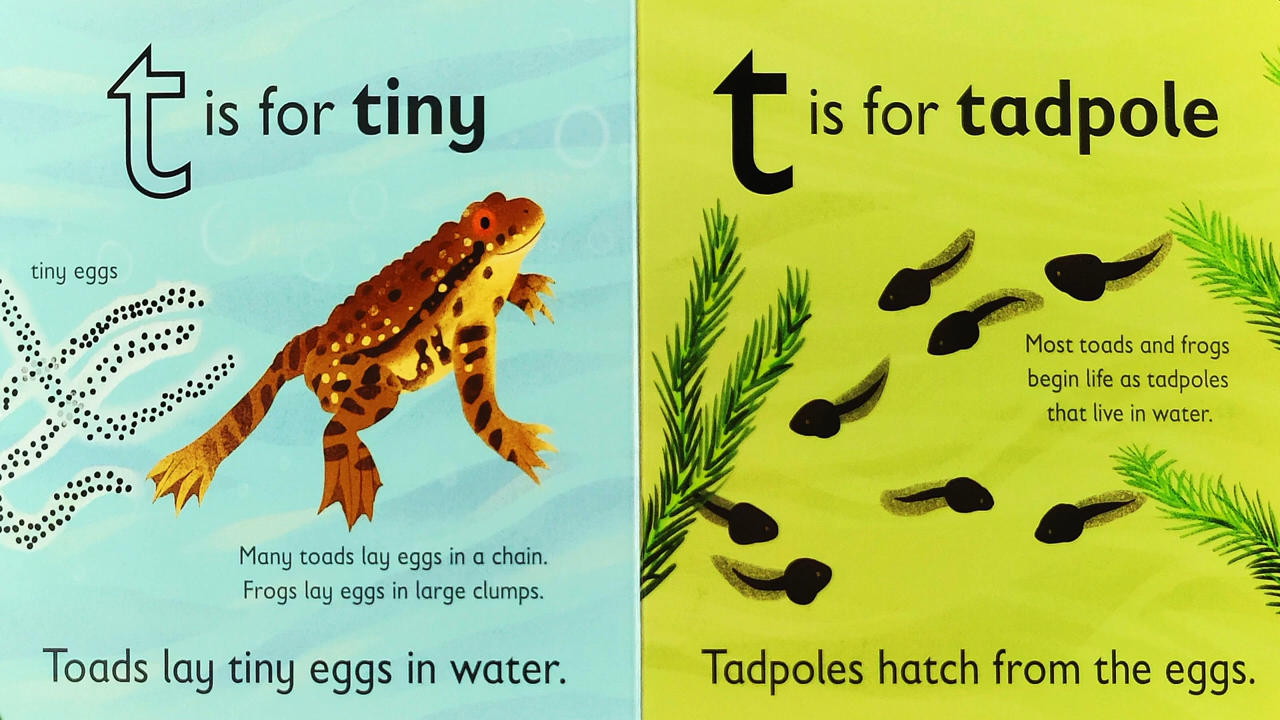 t is for tiny
tiny eggs
Many toads lay eggs in a chain.
Frogs lay eggs in large clumps.
Toads lay tiny eggs in water.
t is for tadpole
Most toads and frogs
begin life as tadpoles
that live in water.
Tadpoles hatch from the eggs.